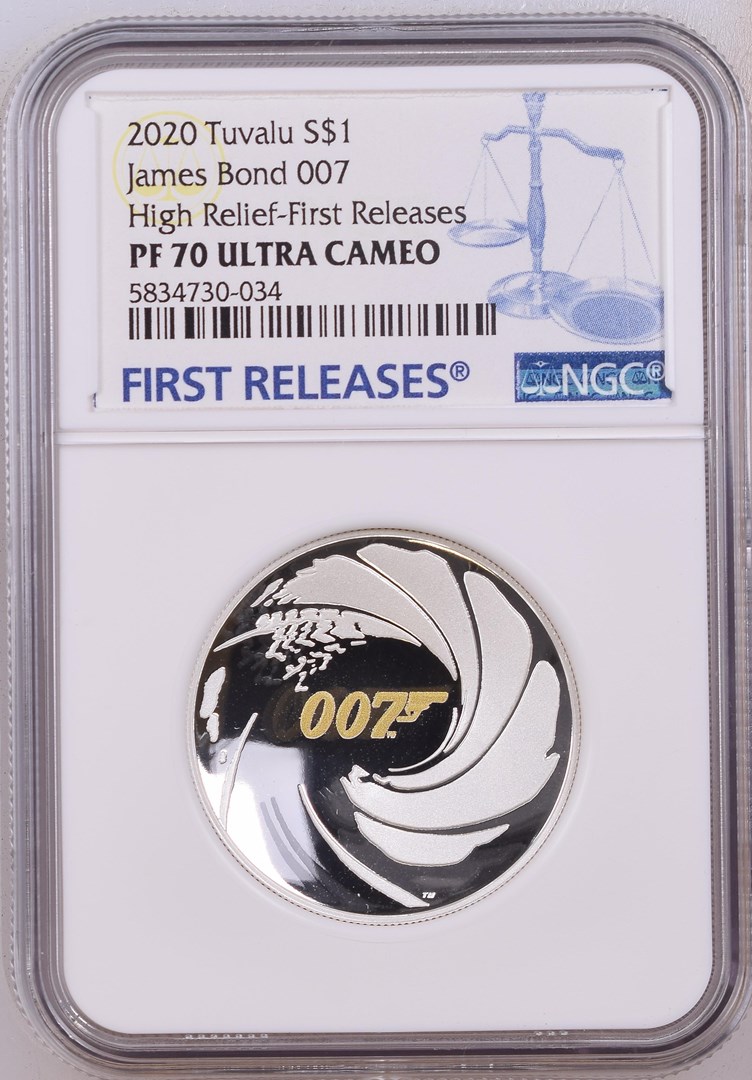 2020 Tuvalu S$1
James Bond 007
High Relief-First Releases
PF 70 ULTRA CAMEO
5834730-034
FIRST RELEASES®
NGC®
007
TM